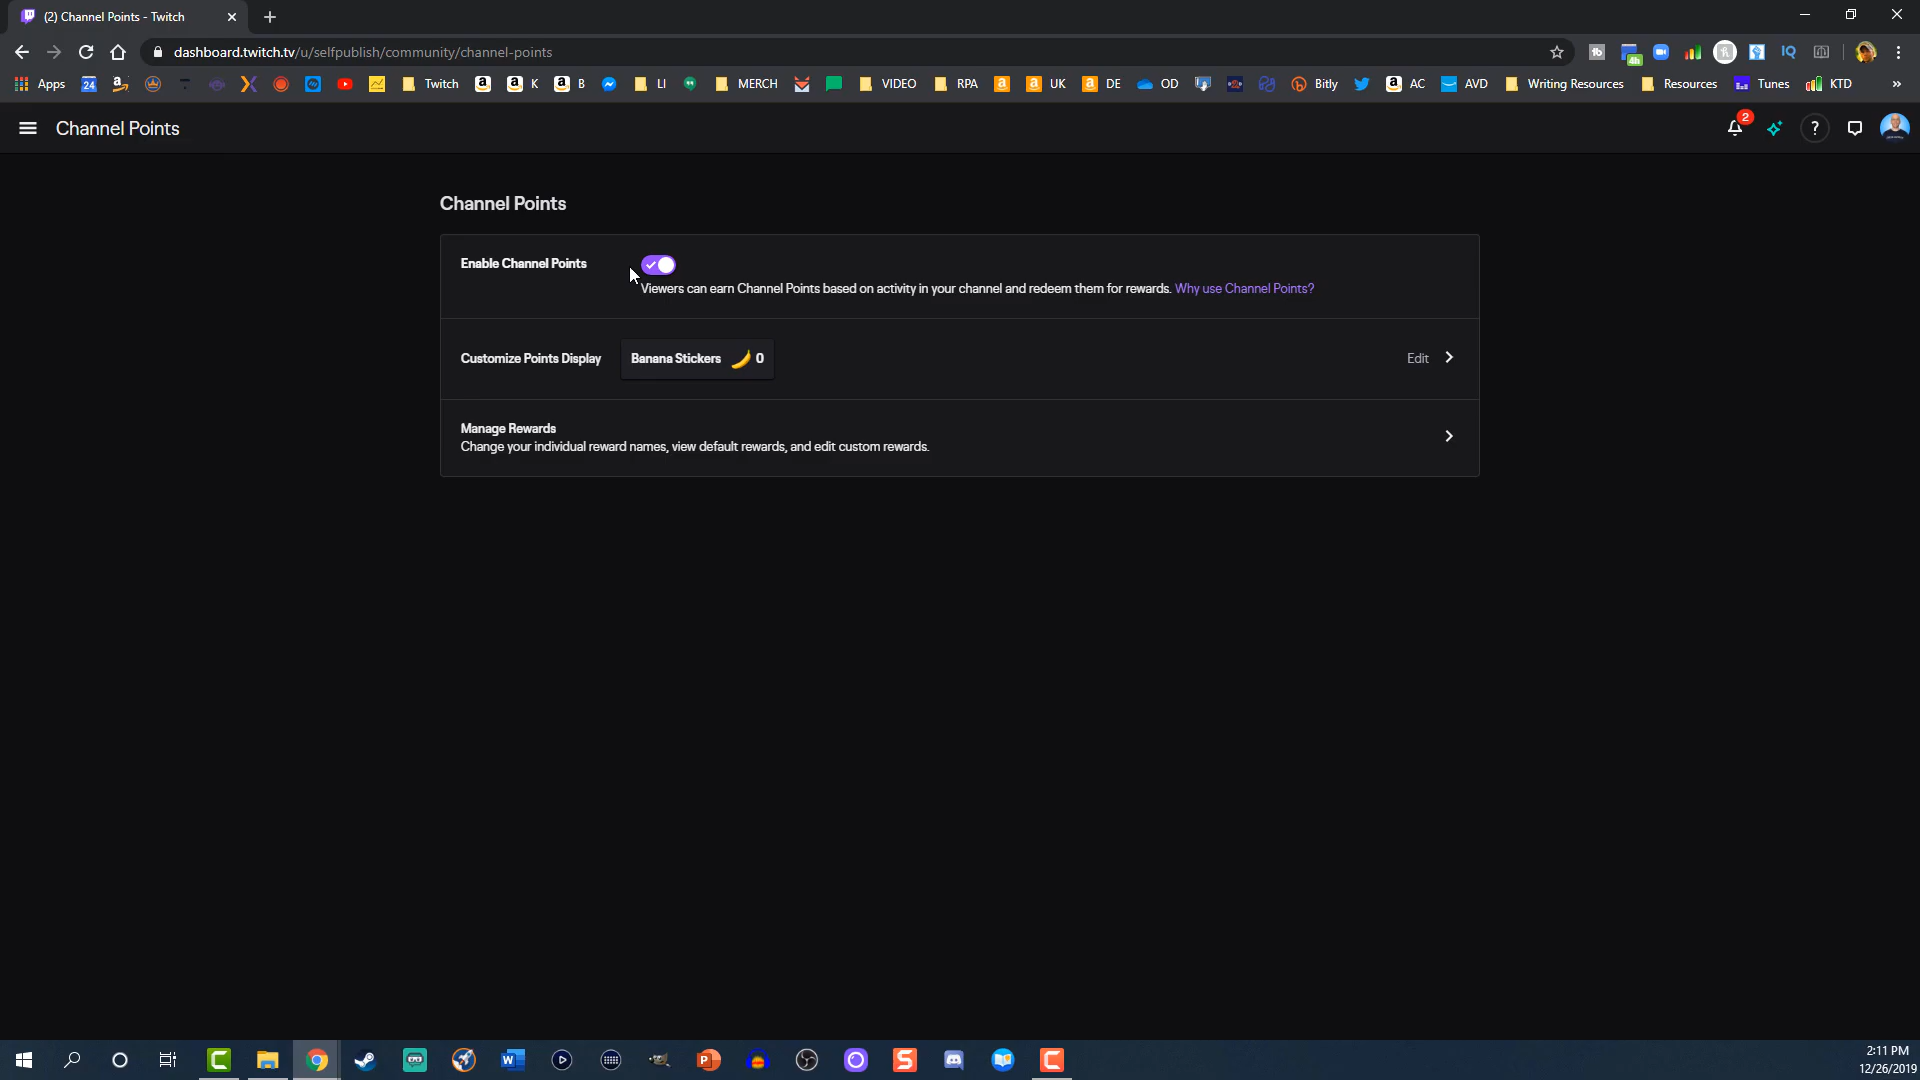 (2) Channel Points - Twitch
dashboard.twitch.tv/u/selfpublish/community/channel-points
Apps 24 Twitch K B LI MERCH VIDEO RPA UK DE OD Bitly AC AVD Writing Resources Resources Tunes KTD »
Channel Points
2
Channel Points
Enable Channel Points
Viewers can earn Channel Points based on activity in your channel and redeem them for rewards. Why use Channel Points?
Customize Points Display Banana Stickers 0 Edit
Manage Rewards
Change your individual reward names, view default rewards, and edit custom rewards.
2:11 PM
12/26/2019